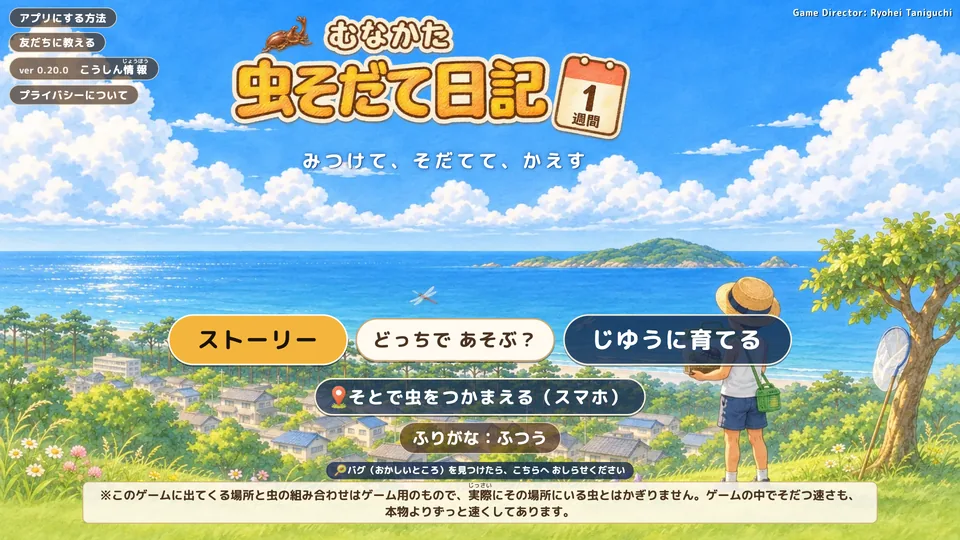 アプリにする方法
友だちに教える
ver 0.20.0 こうしん情報
じょうほう
プライバシーについて
Game Director: Ryohei Taniguchi
むなかた
虫そだて日記
1
週間
みつけて、そだてて、かえす
ストーリー
どっちで あそぶ？
じゆうに育てる
そとで虫をつかまえる（スマホ）
ふりがな：ふつう
バグ（おかしいところ）を見つけたら、こちらへ おしらせください
じっさい
※このゲームに出てくる場所と虫の組み合わせはゲーム用のもので、実際にその場所にいる虫とはかぎりません。ゲームの中でそだつ速さも、
本物よりずっと速くしてあります。